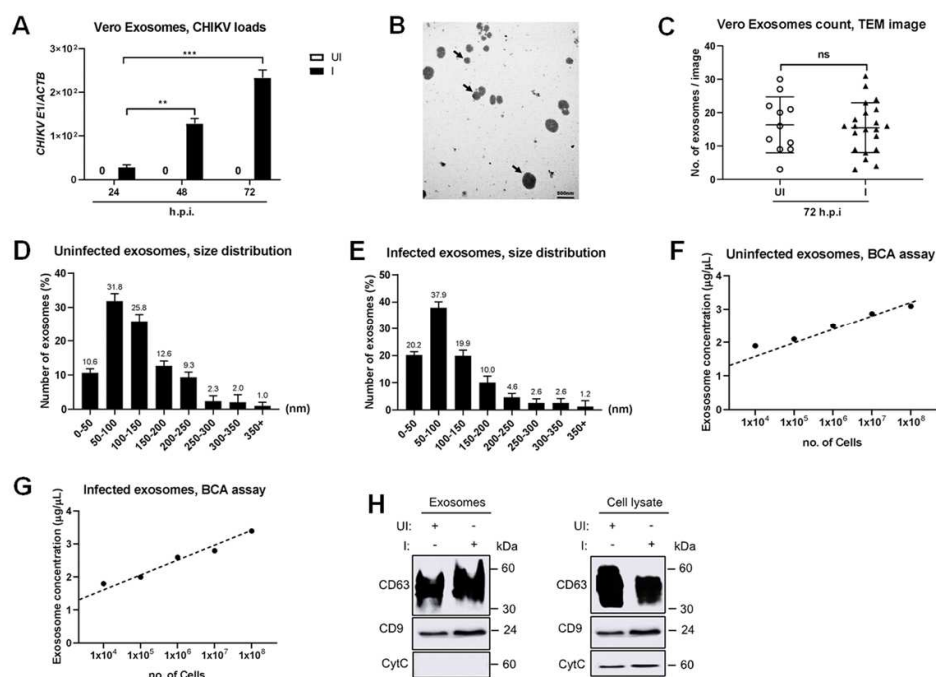 A
Vero Exosomes, CHIKV loads
CHIKV E1/ACTB
3×10²
2×10²
1×10²
0
***
**
UI
I
0 0 0
24 48 72
h.p.i.
B
C
Vero Exosomes count, TEM image
No. of exosomes / image
40
30
20
10
0
ns
UI I
72 h.p.i
D
Uninfected exosomes, size distribution
Number of exosomes (%)
40
30
20
10
0
10.6 31.8 25.8 12.6 9.3 2.3 2.0 1.0
0-50 50-100 100-150 150-200 200-250 250-300 300-350 350+ (nm)
E
Infected exosomes, size distribution
Number of exosomes (%)
50
40
30
20
10
0
20.2 37.9 19.9 10.0 4.6 2.6 2.6 1.2
0-50 50-100 100-150 150-200 200-250 250-300 300-350 350+ (nm)
F
Uninfected exosomes, BCA assay
Exososome concentration (µg/µL)
4
3
2
1
0
1x10⁴ 1x10⁵ 1x10⁶ 1x10⁷ 1x10⁸
no. of Cells
G
Infected exosomes, BCA assay
Exososome concentration (µg/µL)
4
2
0
1x10⁴ 1x10⁵ 1x10⁶ 1x10⁷ 1x10⁸
no. of Cells
H
Exosomes
UI: + -
I: - + kDa
CD63
60
30
CD9
24
CytC
60
Cell lysate
UI: + -
I: - + kDa
CD63
60
30
CD9
24
CytC
60